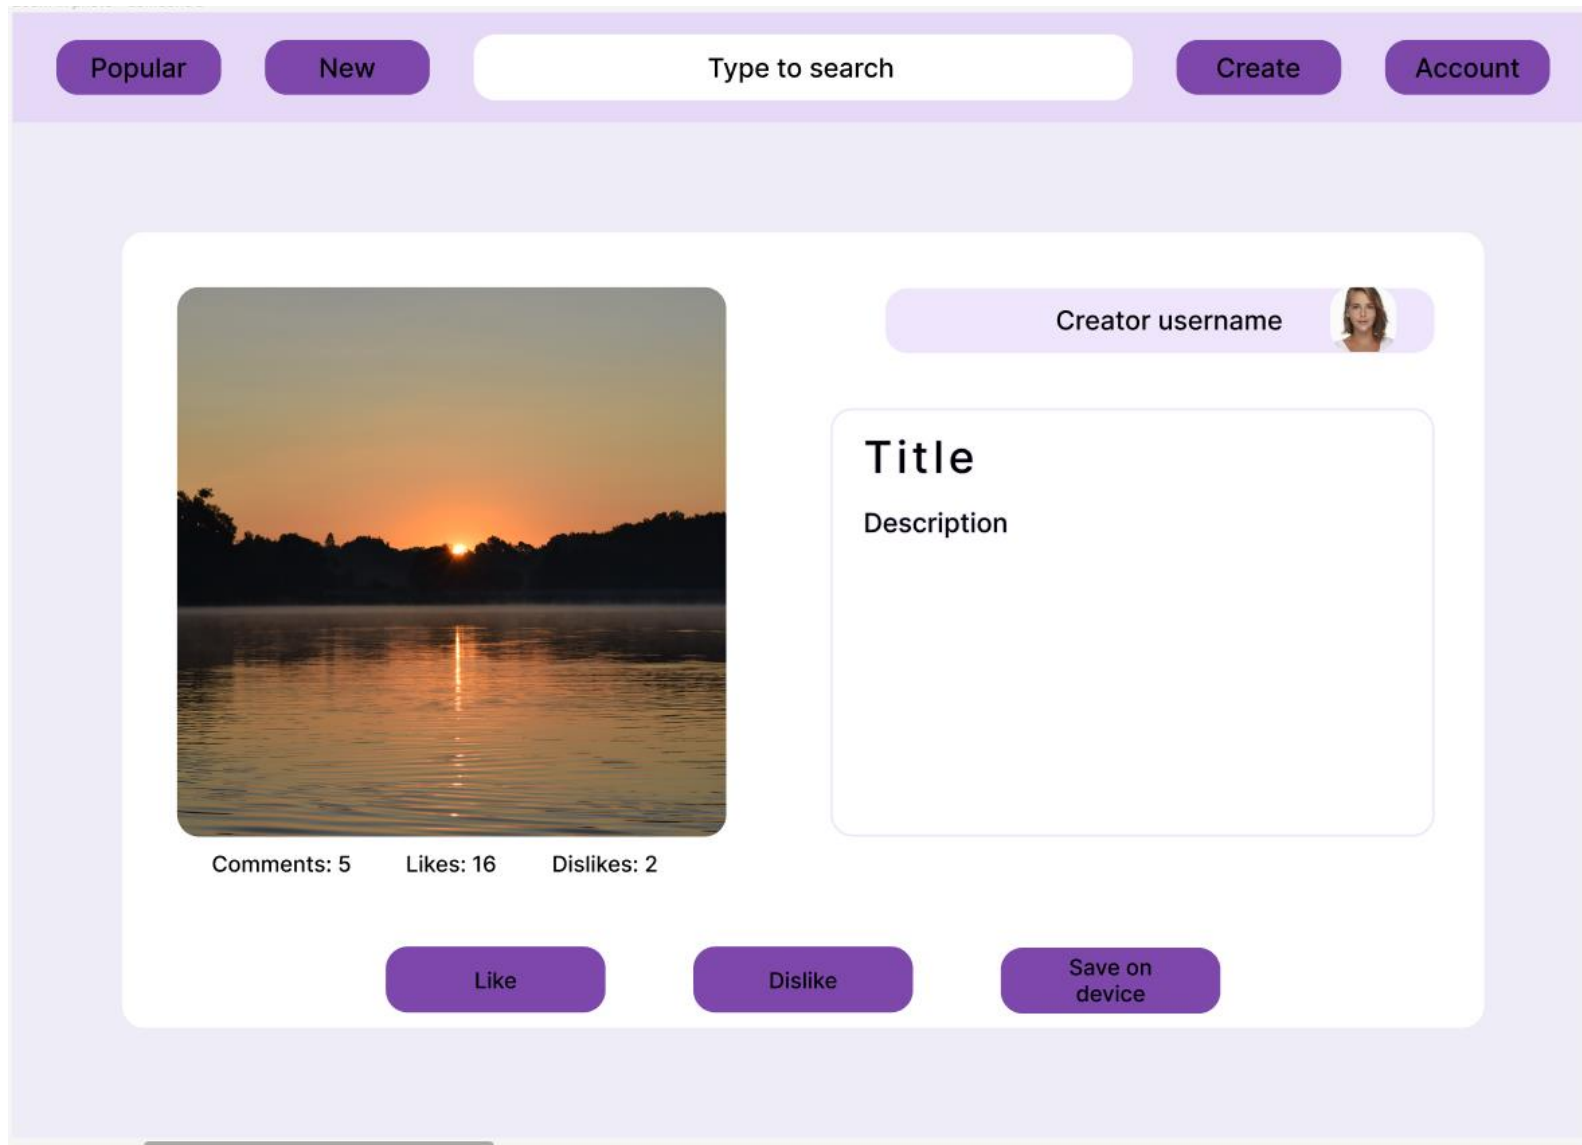 Popular
New
Type to search
Create
Account
Creator username
Title
Description
Comments: 5
Likes: 16
Dislikes: 2
Like
Dislike
Save on
device